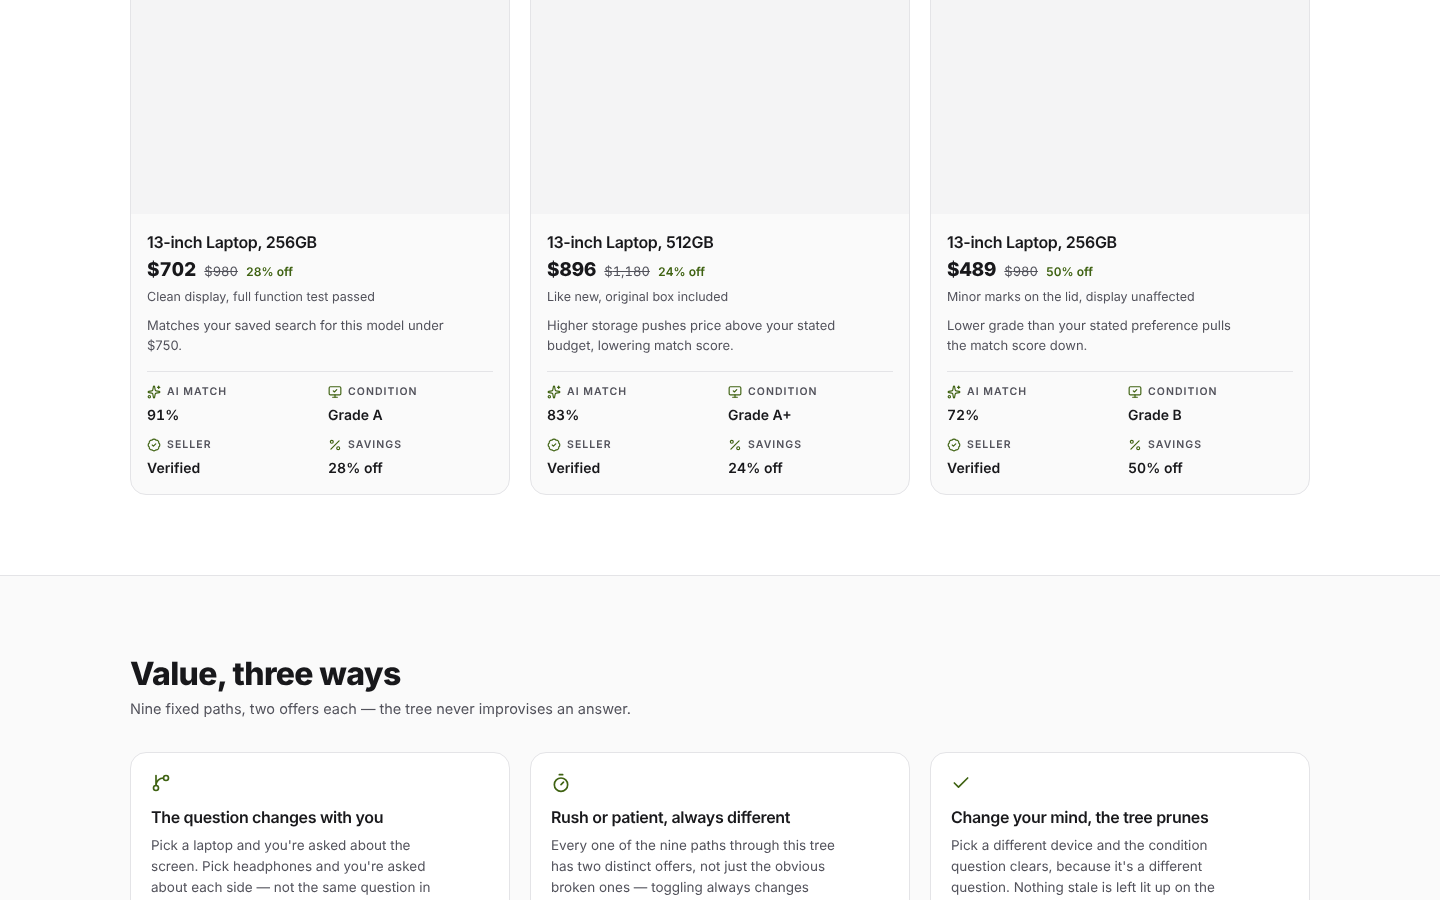 13-inch Laptop, 256GB
$702 $980 28% off
Clean display, full function test passed
Matches your saved search for this model under
$750.
AI MATCH
91%
CONDITION
Grade A
SELLER
Verified
SAVINGS
28% off
13-inch Laptop, 512GB
$896 $1,180 24% off
Like new, original box included
Higher storage pushes price above your stated
budget, lowering match score.
AI MATCH
83%
CONDITION
Grade A+
SELLER
Verified
SAVINGS
24% off
13-inch Laptop, 256GB
$489 $980 50% off
Minor marks on the lid, display unaffected
Lower grade than your stated preference pulls
the match score down.
AI MATCH
72%
CONDITION
Grade B
SELLER
Verified
SAVINGS
50% off
Value, three ways
Nine fixed paths, two offers each — the tree never improvises an answer.
The question changes with you
Pick a laptop and you're asked about the
screen. Pick headphones and you're asked
about each side — not the same question in
Rush or patient, always different
Every one of the nine paths through this tree
has two distinct offers, not just the obvious
broken ones — toggling always changes
Change your mind, the tree prunes
Pick a different device and the condition
question clears, because it's a different
question. Nothing stale is left lit up on the